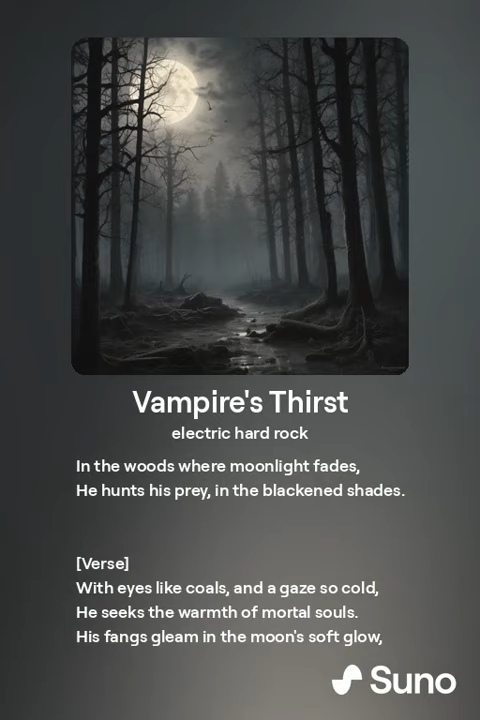 Vampire's Thirst
electric hard rock
In the woods where moonlight fades,
He hunts his prey, in the blackened shades.
[Verse]
With eyes like coals, and a gaze so cold,
He seeks the warmth of mortal souls.
His fangs gleam in the moon's soft glow,
Suno